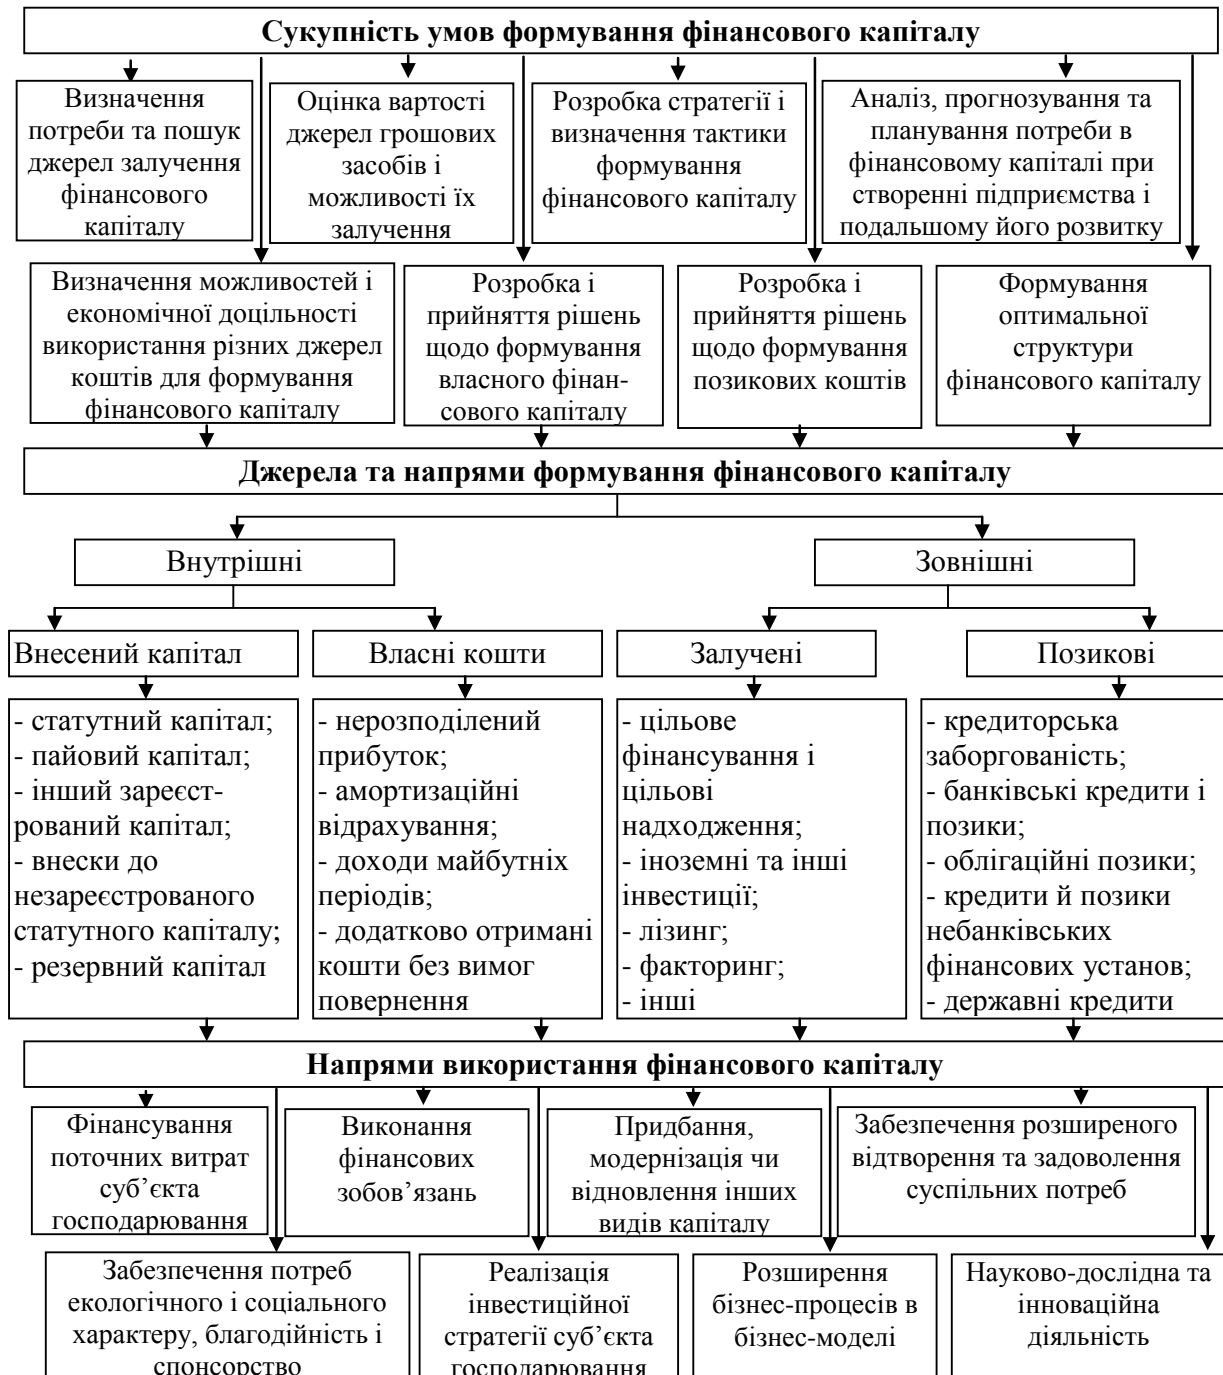 Сукупність умов формування фінансового капіталу
Визначення
потреби та пошук
джерел залучення
фінансового
капіталу
Оцінка вартості
джерел грошових
засобів і
можливості їх
залучення
Розробка стратегії і
визначення тактики
формування
фінансового капіталу
Аналіз, прогнозування та
планування потреби в
фінансовому капіталі при
створенні підприємства і
подальшому його розвитку
Визначення можливостей і
економічної доцільності
використання різних джерел
коштів для формування
фінансового капіталу
Розробка і
прийняття рішень
щодо формування
власного фінан-
сового капіталу
Розробка і
прийняття рішень
щодо формування
позикових коштів
Формування
оптимальної
структури
фінансового капіталу
Джерела та напрями формування фінансового капіталу
Внутрішні
Зовнішні
Внесений капітал
Власні кошти
Залучені
Позикові
- статутний капітал;
- пайовий капітал;
- інший зареєст-
рований капітал;
- внески до
незареєстрованого
статутного капіталу;
- резервний капітал
- нерозподілений
прибуток;
- амортизаційні
відрахування;
- доходи майбутніх
періодів;
- додатково отримані
кошти без вимог
повернення
- цільове
фінансування і
цільові
надходження;
- іноземні та інші
інвестиції;
- лізинг;
- факторинг;
- інші
- кредиторська
заборгованість;
- банківські кредити і
позики;
- облігаційні позики;
- кредити й позики
небанківських
фінансових установ;
- державні кредити
Напрями використання фінансового капіталу
Фінансування
поточних витрат
суб’єкта
господарювання
Виконання
фінансових
зобов’язань
Придбання,
модернізація чи
відновлення інших
видів капіталу
Забезпечення розширеного
відтворення та задоволення
суспільних потреб
Забезпечення потреб
екологічного і соціального
характеру, благодійність і
спонсорство
Реалізація
інвестиційної
стратегії суб’єкта
господарювання
Розширення
бізнес-процесів в
бізнес-моделі
Науково-дослідна та
інноваційна
діяльність